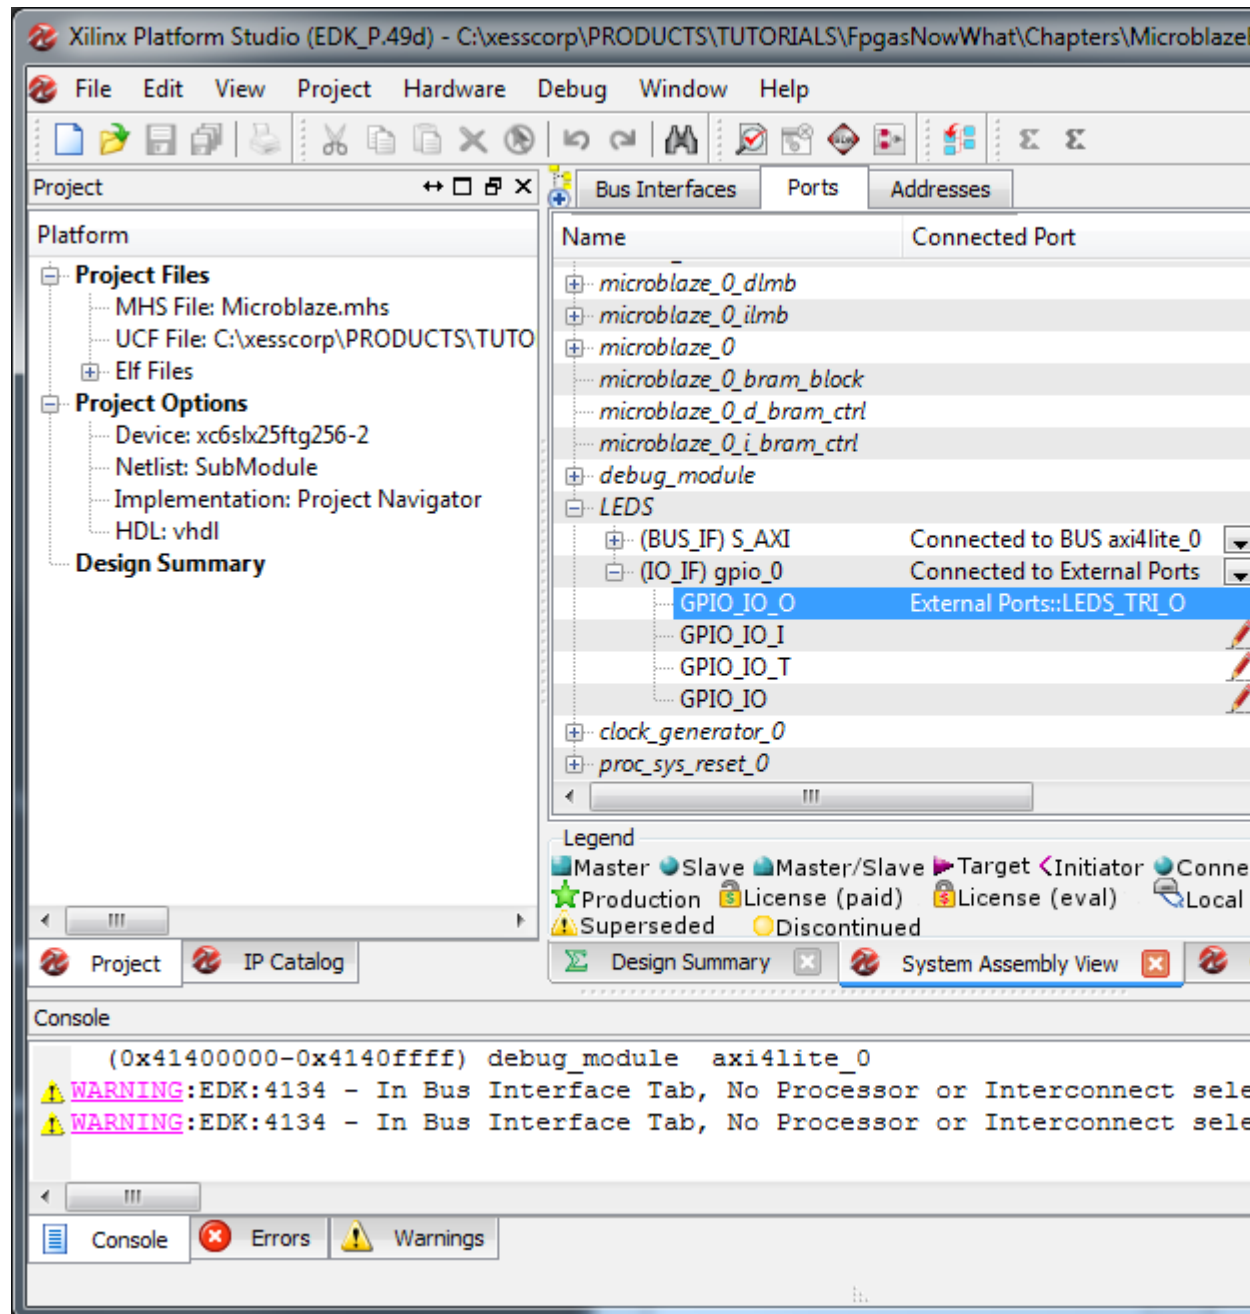 Xilinx Platform Studio (EDK_P.49d) - C:\xesscorp\PRODUCTS\TUTORIALS\FpgasNowWhat\Chapters\Microblaze
File Edit View Project Hardware Debug Window Help
Project
Platform
Project Files
MHS File: Microblaze.mhs
UCF File: C:\xesscorp\PRODUCTS\TUTO
Elf Files
Project Options
Device: xc6slx25ftg256-2
Netlist: SubModule
Implementation: Project Navigator
HDL: vhdl
Design Summary
Project IP Catalog
Bus Interfaces Ports Addresses
Name Connected Port
microblaze_0_dlmb
microblaze_0_ilmb
microblaze_0
microblaze_0_bram_block
microblaze_0_d_bram_ctrl
microblaze_0_i_bram_ctrl
debug_module
LEDS
(BUS_IF) S_AXI Connected to BUS axi4lite_0
(IO_IF) gpio_0 Connected to External Ports
GPIO_IO_O External Ports::LEDS_TRI_O
GPIO_IO_I
GPIO_IO_T
GPIO_IO
clock_generator_0
proc_sys_reset_0
Legend
Master Slave Master/Slave Target Initiator Conne
Production License (paid) License (eval) Local
Superseded Discontinued
Design Summary System Assembly View
Console
(0x41400000-0x4140ffff) debug_module axi4lite_0
WARNING:EDK:4134 - In Bus Interface Tab, No Processor or Interconnect sele
WARNING:EDK:4134 - In Bus Interface Tab, No Processor or Interconnect sele
Console Errors Warnings